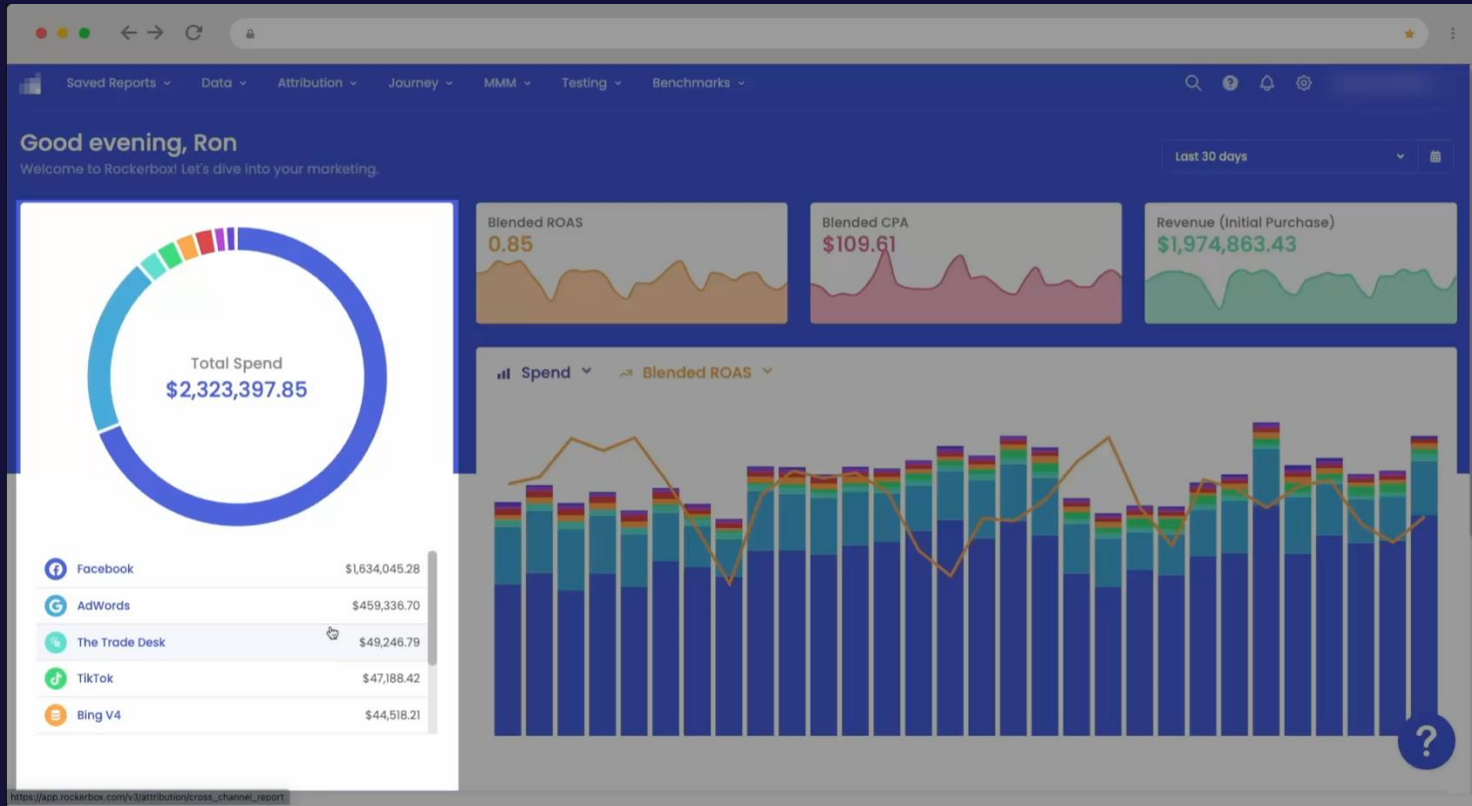 Saved Reports
Data
Attribution
Journey
MMM
Testing
Benchmarks
Good evening, Ron
Welcome to Rockerbox! Let's dive into your marketing.
Last 30 days
Total Spend
$2,323,397.85
Facebook $1,634,045.28
AdWords $459,336.70
The Trade Desk $49,246.79
TikTok $47,188.42
Bing V4 $44,518.21
Blended ROAS
0.85
Blended CPA
$109.61
Revenue (Initial Purchase)
$1,974,863.43
Spend
Blended ROAS
?
https://app.rockerbox.com/v3/attribution/cross_channel_report